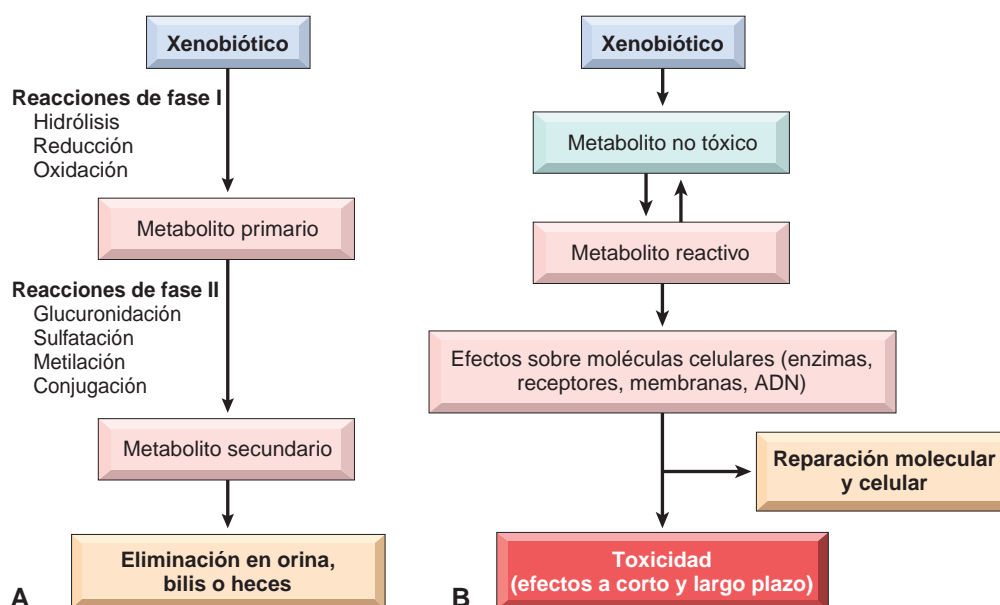 Xenobiótico
Reacciones de fase I
Hidrólisis
Reducción
Oxidación
Metabolito primario
Reacciones de fase II
Glucuronidación
Sulfatación
Metilación
Conjugación
Metabolito secundario
Eliminación en orina,
bilis o heces
A
Xenobiótico
Metabolito no tóxico
Metabolito reactivo
Efectos sobre moléculas celulares (enzimas,
receptores, membranas, ADN)
Reparación molecular
y celular
Toxicidad
(efectos a corto y largo plazo)
B